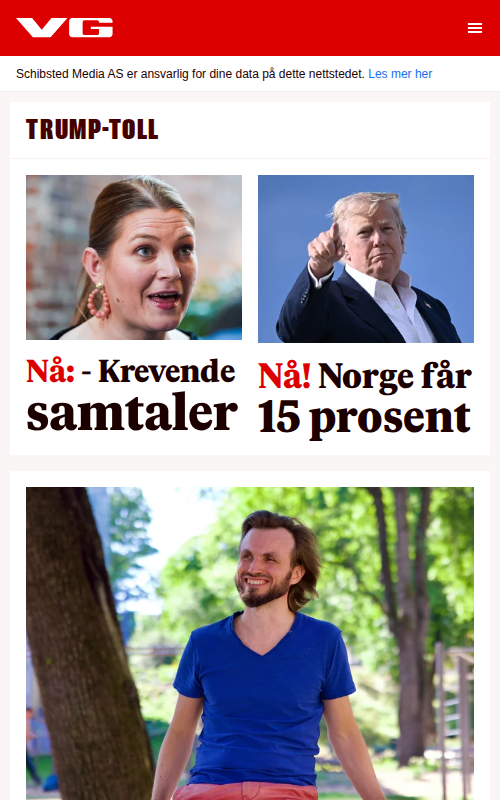 VG
Schibsted Media AS er ansvarlig for dine data på dette nettstedet. Les mer her
TRUMP-TOLL
Nå: - Krevende
samtaler
Nå! Norge får
15 prosent